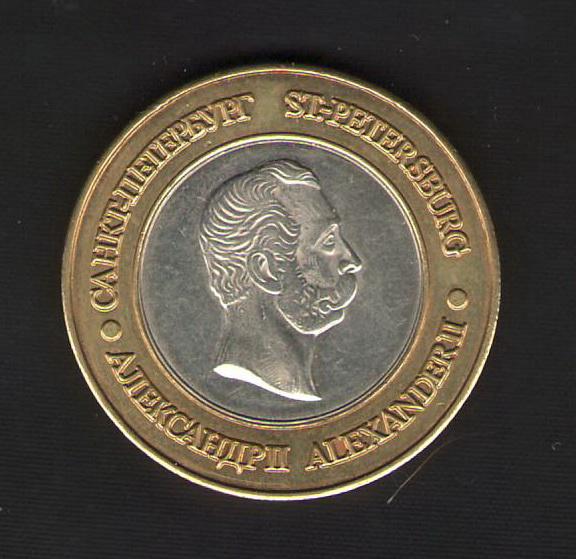 САНКТ-ПЕТЕРБУРГ ST-PETERSBURG
АЛЕКСАНДР II ALEXANDER II